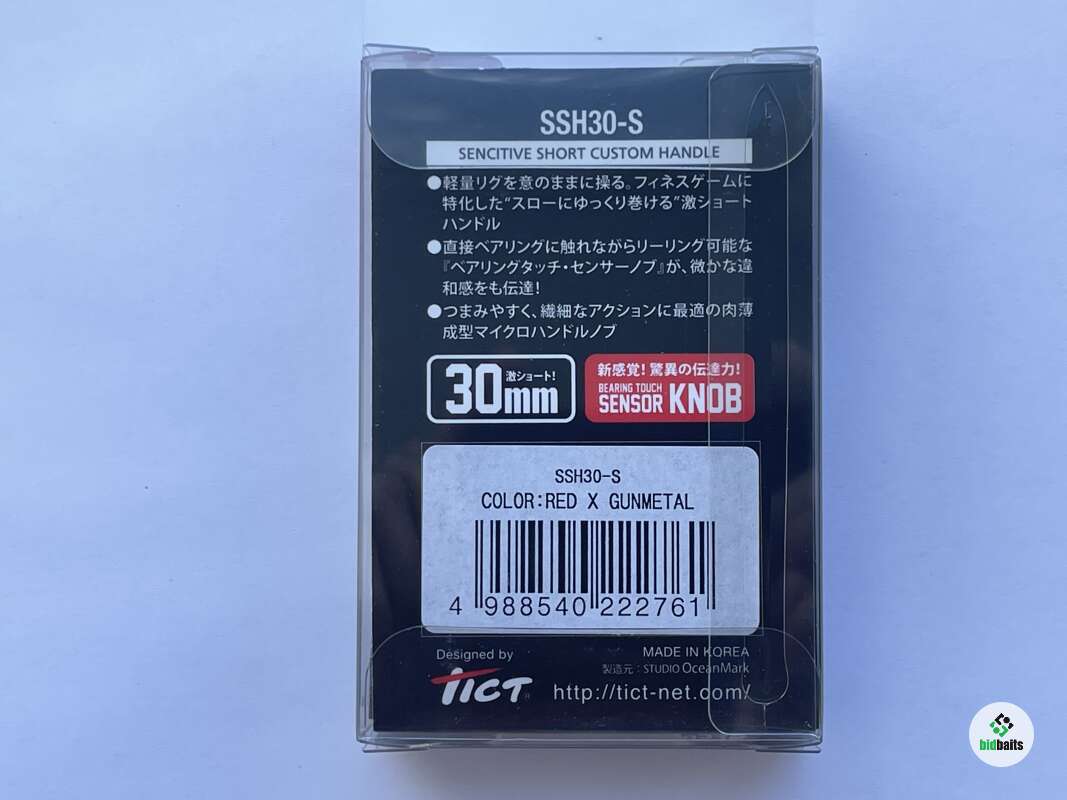 SSH30-S
SENCITIVE SHORT CUSTOM HANDLE
●軽量リグを意のままに操る。フィネスゲームに
特化した“スローにゆっくり巻ける”激ショート
ハンドル
●直接ベアリングに触れながらリーリング可能な
『ベアリングタッチ・センサーノブ』が、微かな違
和感をも伝達！
●つまみやすく、繊細なアクションに最適の肉薄
成型マイクロハンドルノブ
30mm 激ショート！
新感覚！驚異の伝達力！
BEARING TOUCH
SENSOR KNOB
SSH30-S
COLOR:RED X GUNMETAL
4 988540 222761
Designed by
TICT
MADE IN KOREA
製造元：STUDIO OceanMark
http://tict-net.com/
bidbaits